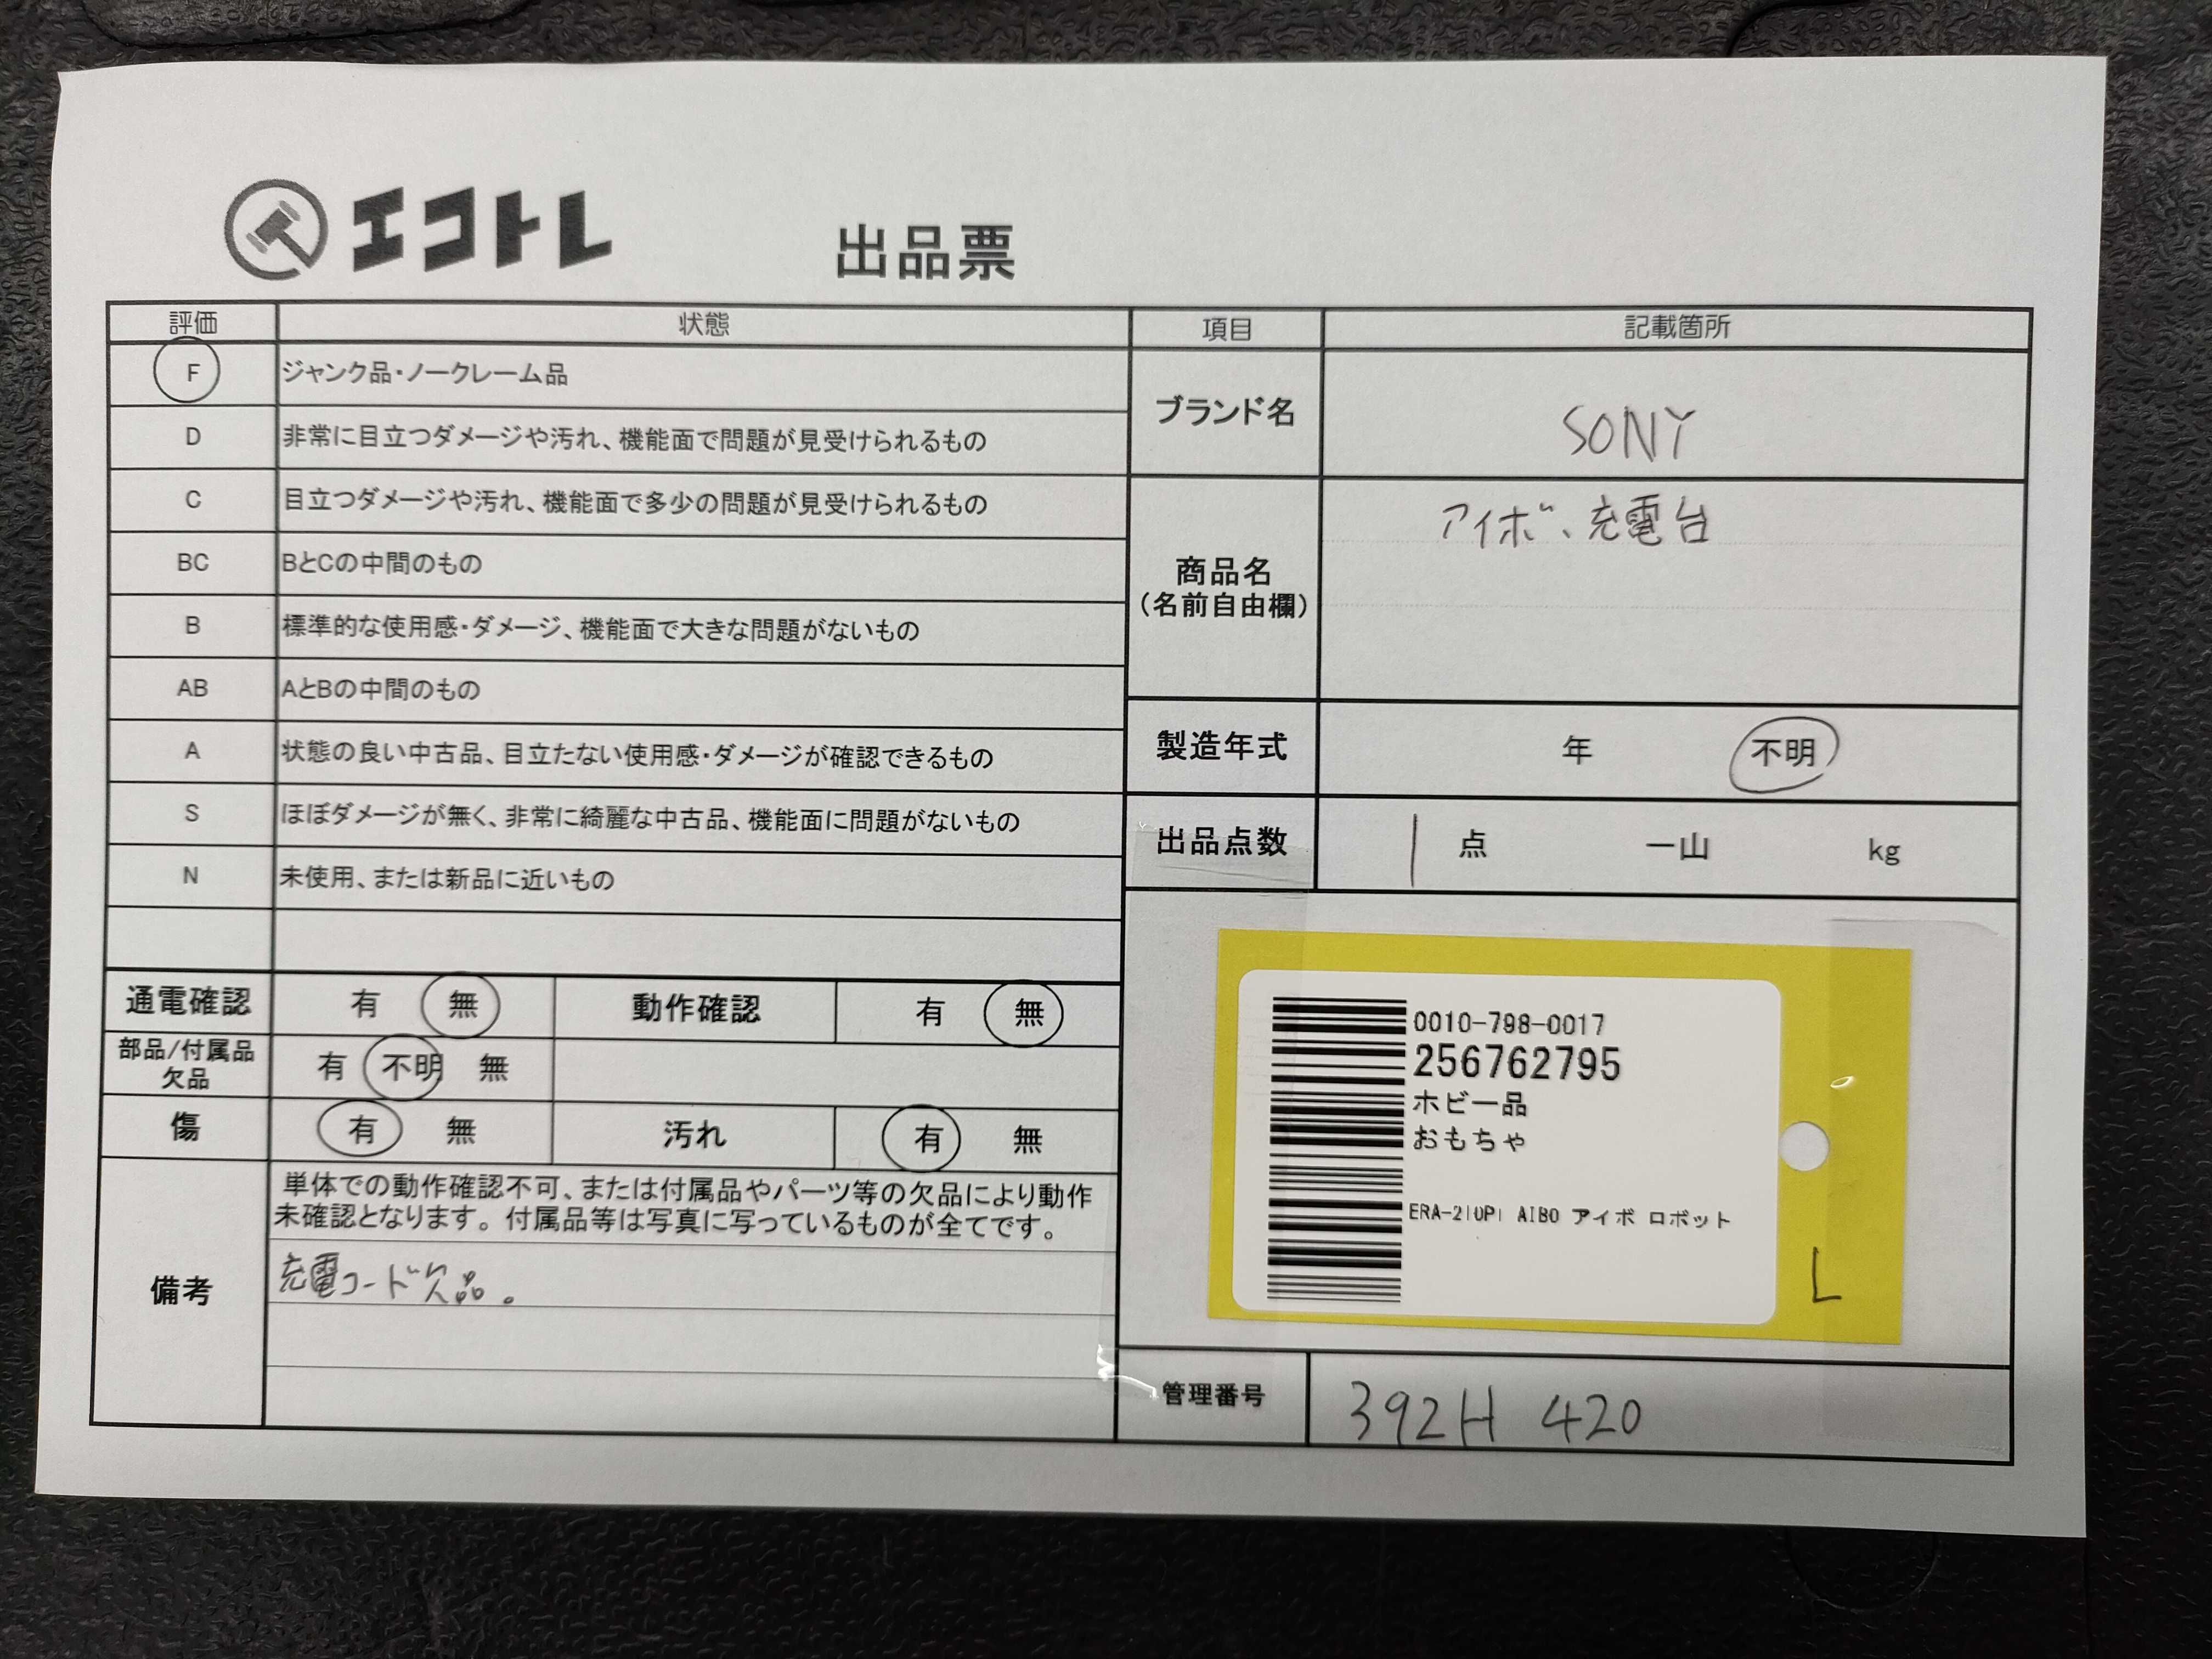 エコトレ
出品票
評価 状態
F ジャンク品・ノークレーム品
D 非常に目立つダメージや汚れ、機能面で問題が見受けられるもの
C 目立つダメージや汚れ、機能面で多少の問題が見受けられるもの
BC BとCの中間のもの
B 標準的な使用感・ダメージ、機能面で大きな問題がないもの
AB AとBの中間のもの
A 状態の良い中古品、目立たない使用感・ダメージが確認できるもの
S ほぼダメージが無く、非常に綺麗な中古品、機能面に問題がないもの
N 未使用、または新品に近いもの
通電確認 有 無 動作確認 有 無
部品/付属品
欠品
有 不明 無
傷 有 無 汚れ 有 無
備考
単体での動作確認不可、または付属品やパーツ等の欠品により動作
未確認となります。付属品等は写真に写っているものが全てです。
充電コード欠品。
項目 記載箇所
ブランド名 SONY
商品名
(名前自由欄)
アイボ、充電台
製造年式 年 不明
出品点数 1 点 一山 kg
0010-798-0017
256762795
ホビー品
おもちゃ
ERA-210P1 AIBO アイボ ロボット
L
管理番号 392H 420